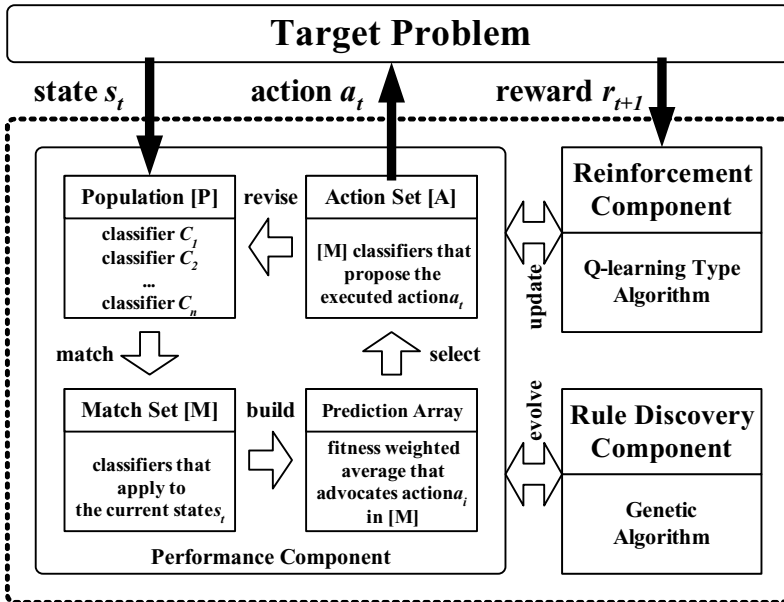 Target Problem
state s_t
action a_t
reward r_{t+1}
Population [P]
classifier C_1
classifier C_2
...
classifier C_n
revise
Action Set [A]
[M] classifiers that
propose the
executed action a_t
update
Reinforcement
Component
Q-learning Type
Algorithm
match
select
Match Set [M]
classifiers that
apply to
the current state s_t
build
Prediction Array
fitness weighted
average that
advocates action a_i
in [M]
evolve
Rule Discovery
Component
Genetic
Algorithm
Performance Component